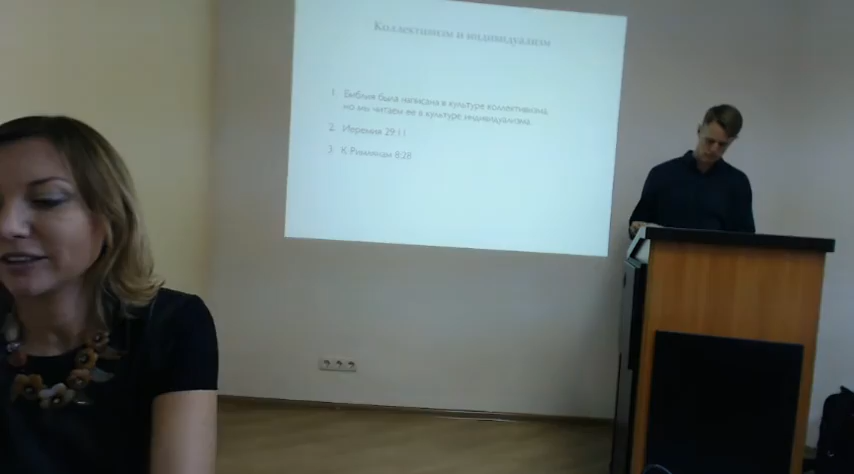 Коллективизм и индивидуализм
1. Библия была написана в культуре коллективизма,
но мы читаем ее в культуре индивидуализма.
2. Иеремия 29:11
3. К Римлянам 8:28